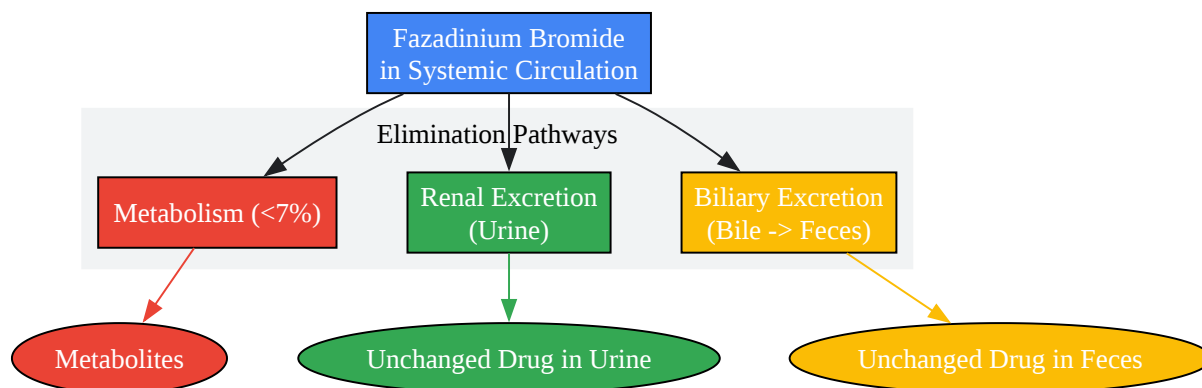 Fazadinium Bromide
in Systemic Circulation
Elimination Pathways
Metabolism (<7%)
Renal Excretion
(Urine)
Biliary Excretion
(Bile -> Feces)
Metabolites
Unchanged Drug in Urine
Unchanged Drug in Feces